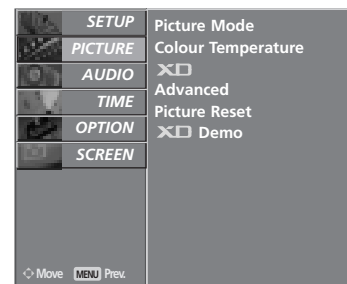 SETUP
PICTURE
AUDIO
TIME
OPTION
SCREEN
Move MENU Prev.
Picture Mode
Colour Temperature
XD
Advanced
Picture Reset
XD Demo